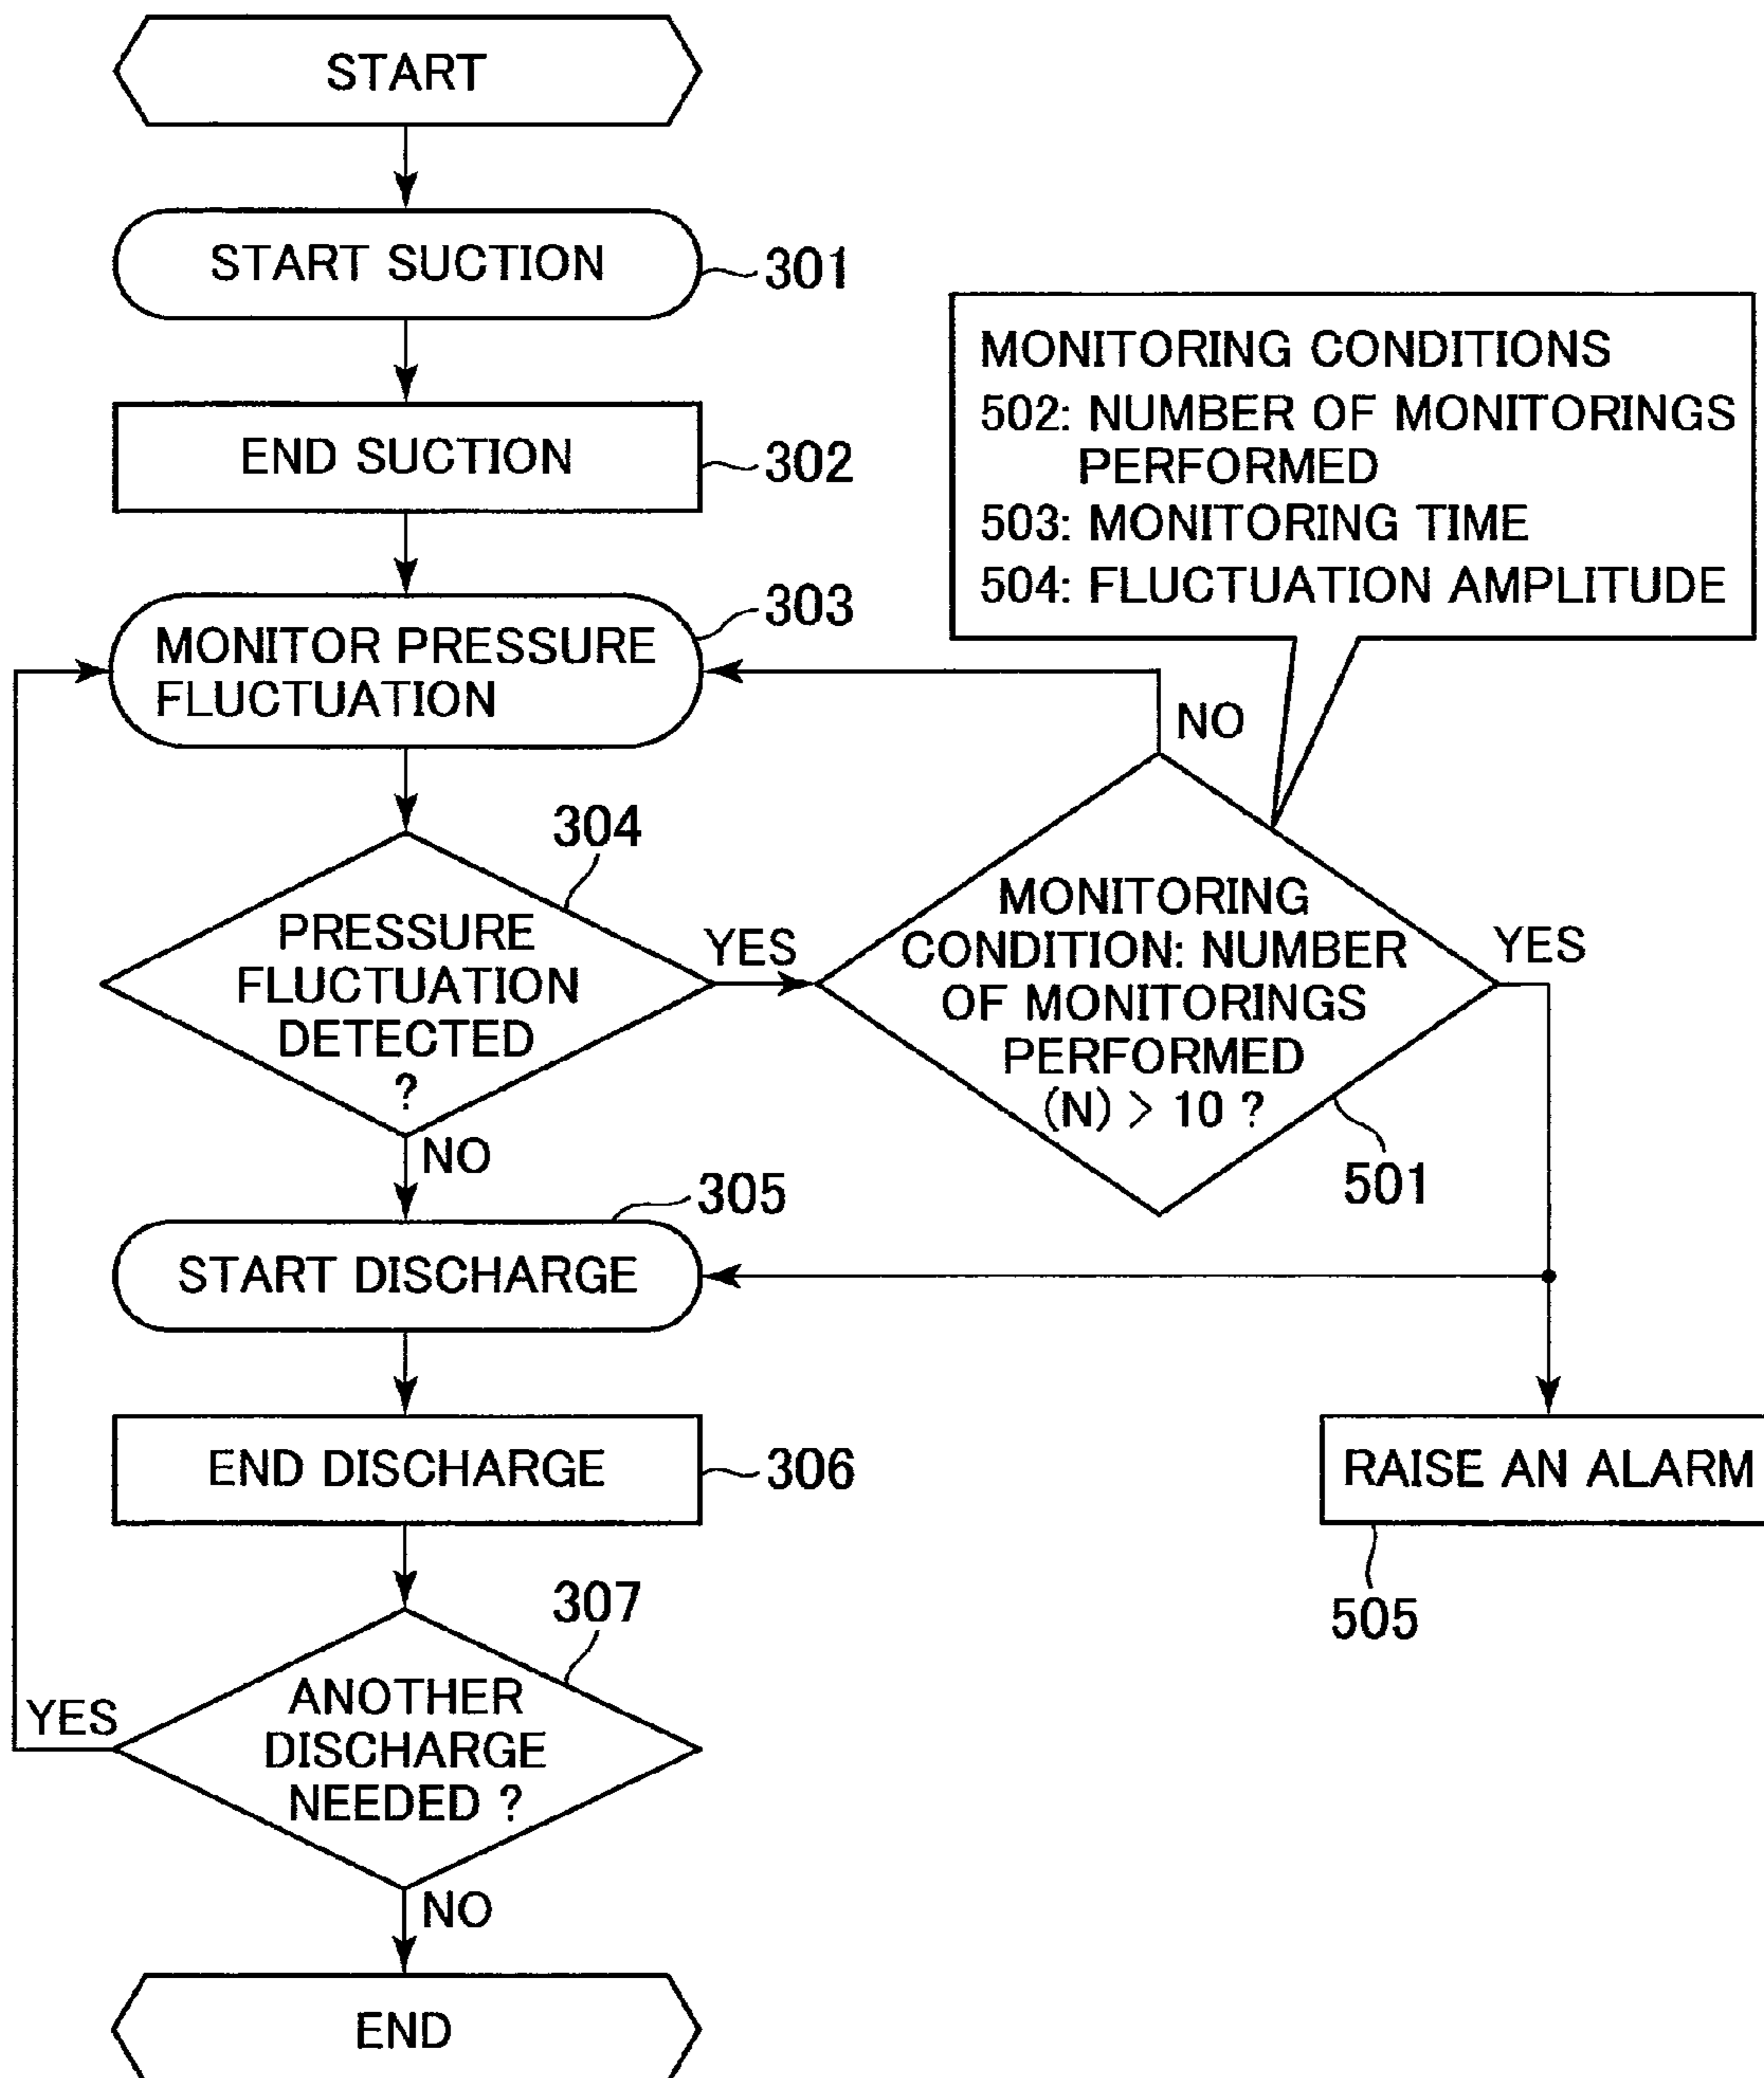 START
START SUCTION
301
END SUCTION
302
MONITORING CONDITIONS
502: NUMBER OF MONITORINGS
PERFORMED
503: MONITORING TIME
504: FLUCTUATION AMPLITUDE
303
MONITOR PRESSURE
FLUCTUATION
NO
304
PRESSURE
FLUCTUATION
DETECTED
?
YES
MONITORING
CONDITION: NUMBER
OF MONITORINGS
PERFORMED
(N) > 10 ?
YES
501
NO
305
START DISCHARGE
END DISCHARGE
306
RAISE AN ALARM
505
307
ANOTHER
DISCHARGE
NEEDED ?
YES
NO
END